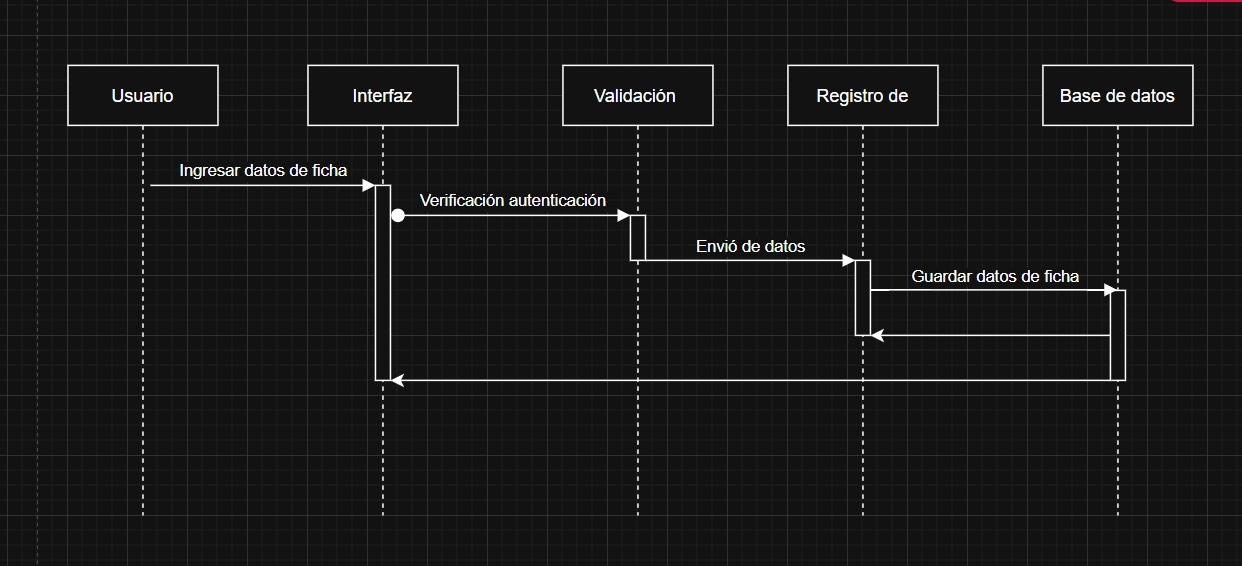 Usuario
Interfaz
Validación
Registro de
Base de datos
Ingresar datos de ficha
Verificación autenticación
Envió de datos
Guardar datos de ficha